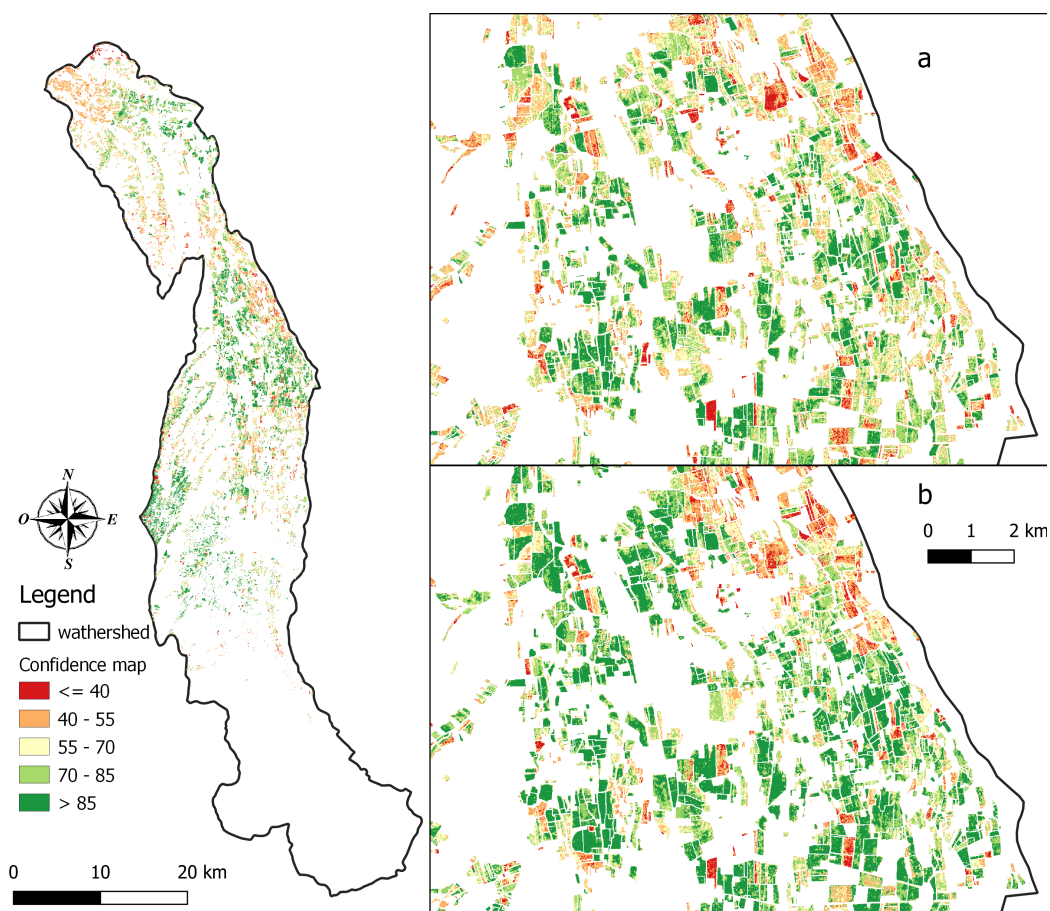 a
b
0 1 2 km
N
O E
S
Legend
wathershed
Confidence map
<= 40
40 - 55
55 - 70
70 - 85
> 85
0 10 20 km